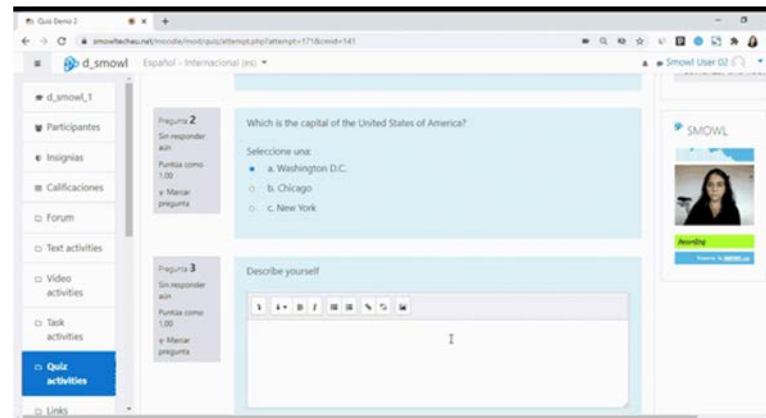 Quiz Demo 2
smowltecheu.net/moodle/mod/quiz/attempt.php?attempt=171&cmid=141
d_smowl
Español - Internacional (es)
Smowl User 02
d_smowl_1
Participantes
Insignias
Calificaciones
Forum
Text activities
Video
activities
Task
activities
Quiz
activities
Links
Pregunta 2
Sin responder
aún
Puntúa como
1,00
Marcar
pregunta
Which is the capital of the United States of America?
Seleccione una:
a. Washington D.C.
b. Chicago
c. New York
Pregunta 3
Sin responder
aún
Puntúa como
1,00
Marcar
pregunta
Describe yourself
SMOWL
Recording